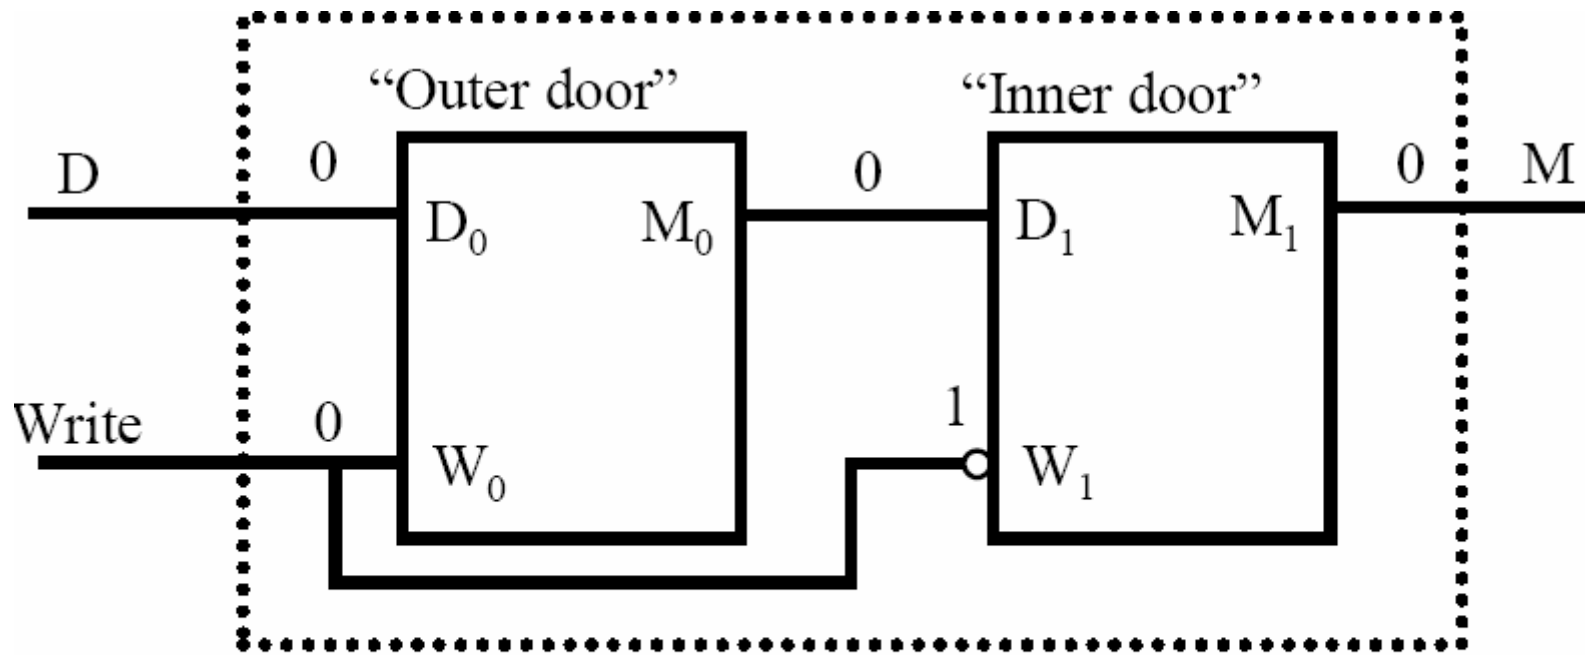 “Outer door” “Inner door”
D 0 0 0 M
D₀ M₀ D₁ M₁
Write 0 1
W₀ W₁